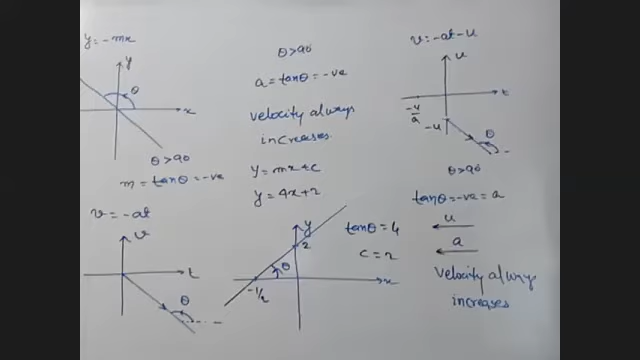 y = -mx
y
θ
x
θ > 90
m = tanθ = -ve
v = -at
v
t
θ
θ > 90
a = tanθ = -ve
velocity always
increases.
y = mx + c
y = 4x + 2
y
2
θ
-1/2
x
tanθ = 4
c = 2
v = -at - u
v
t
-u/a
-u
θ
θ > 90
tanθ = -ve = a
u
a
velocity always
increases